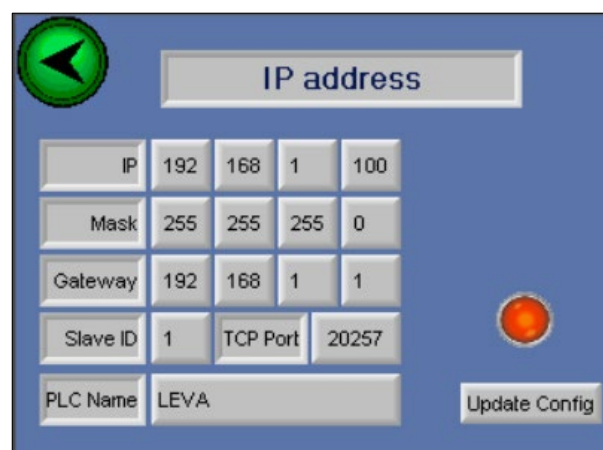 IP address
IP 192 168 1 100
Mask 255 255 255 0
Gateway 192 168 1 1
Slave ID 1 TCP Port 20257
PLC Name LEVA
Update Config